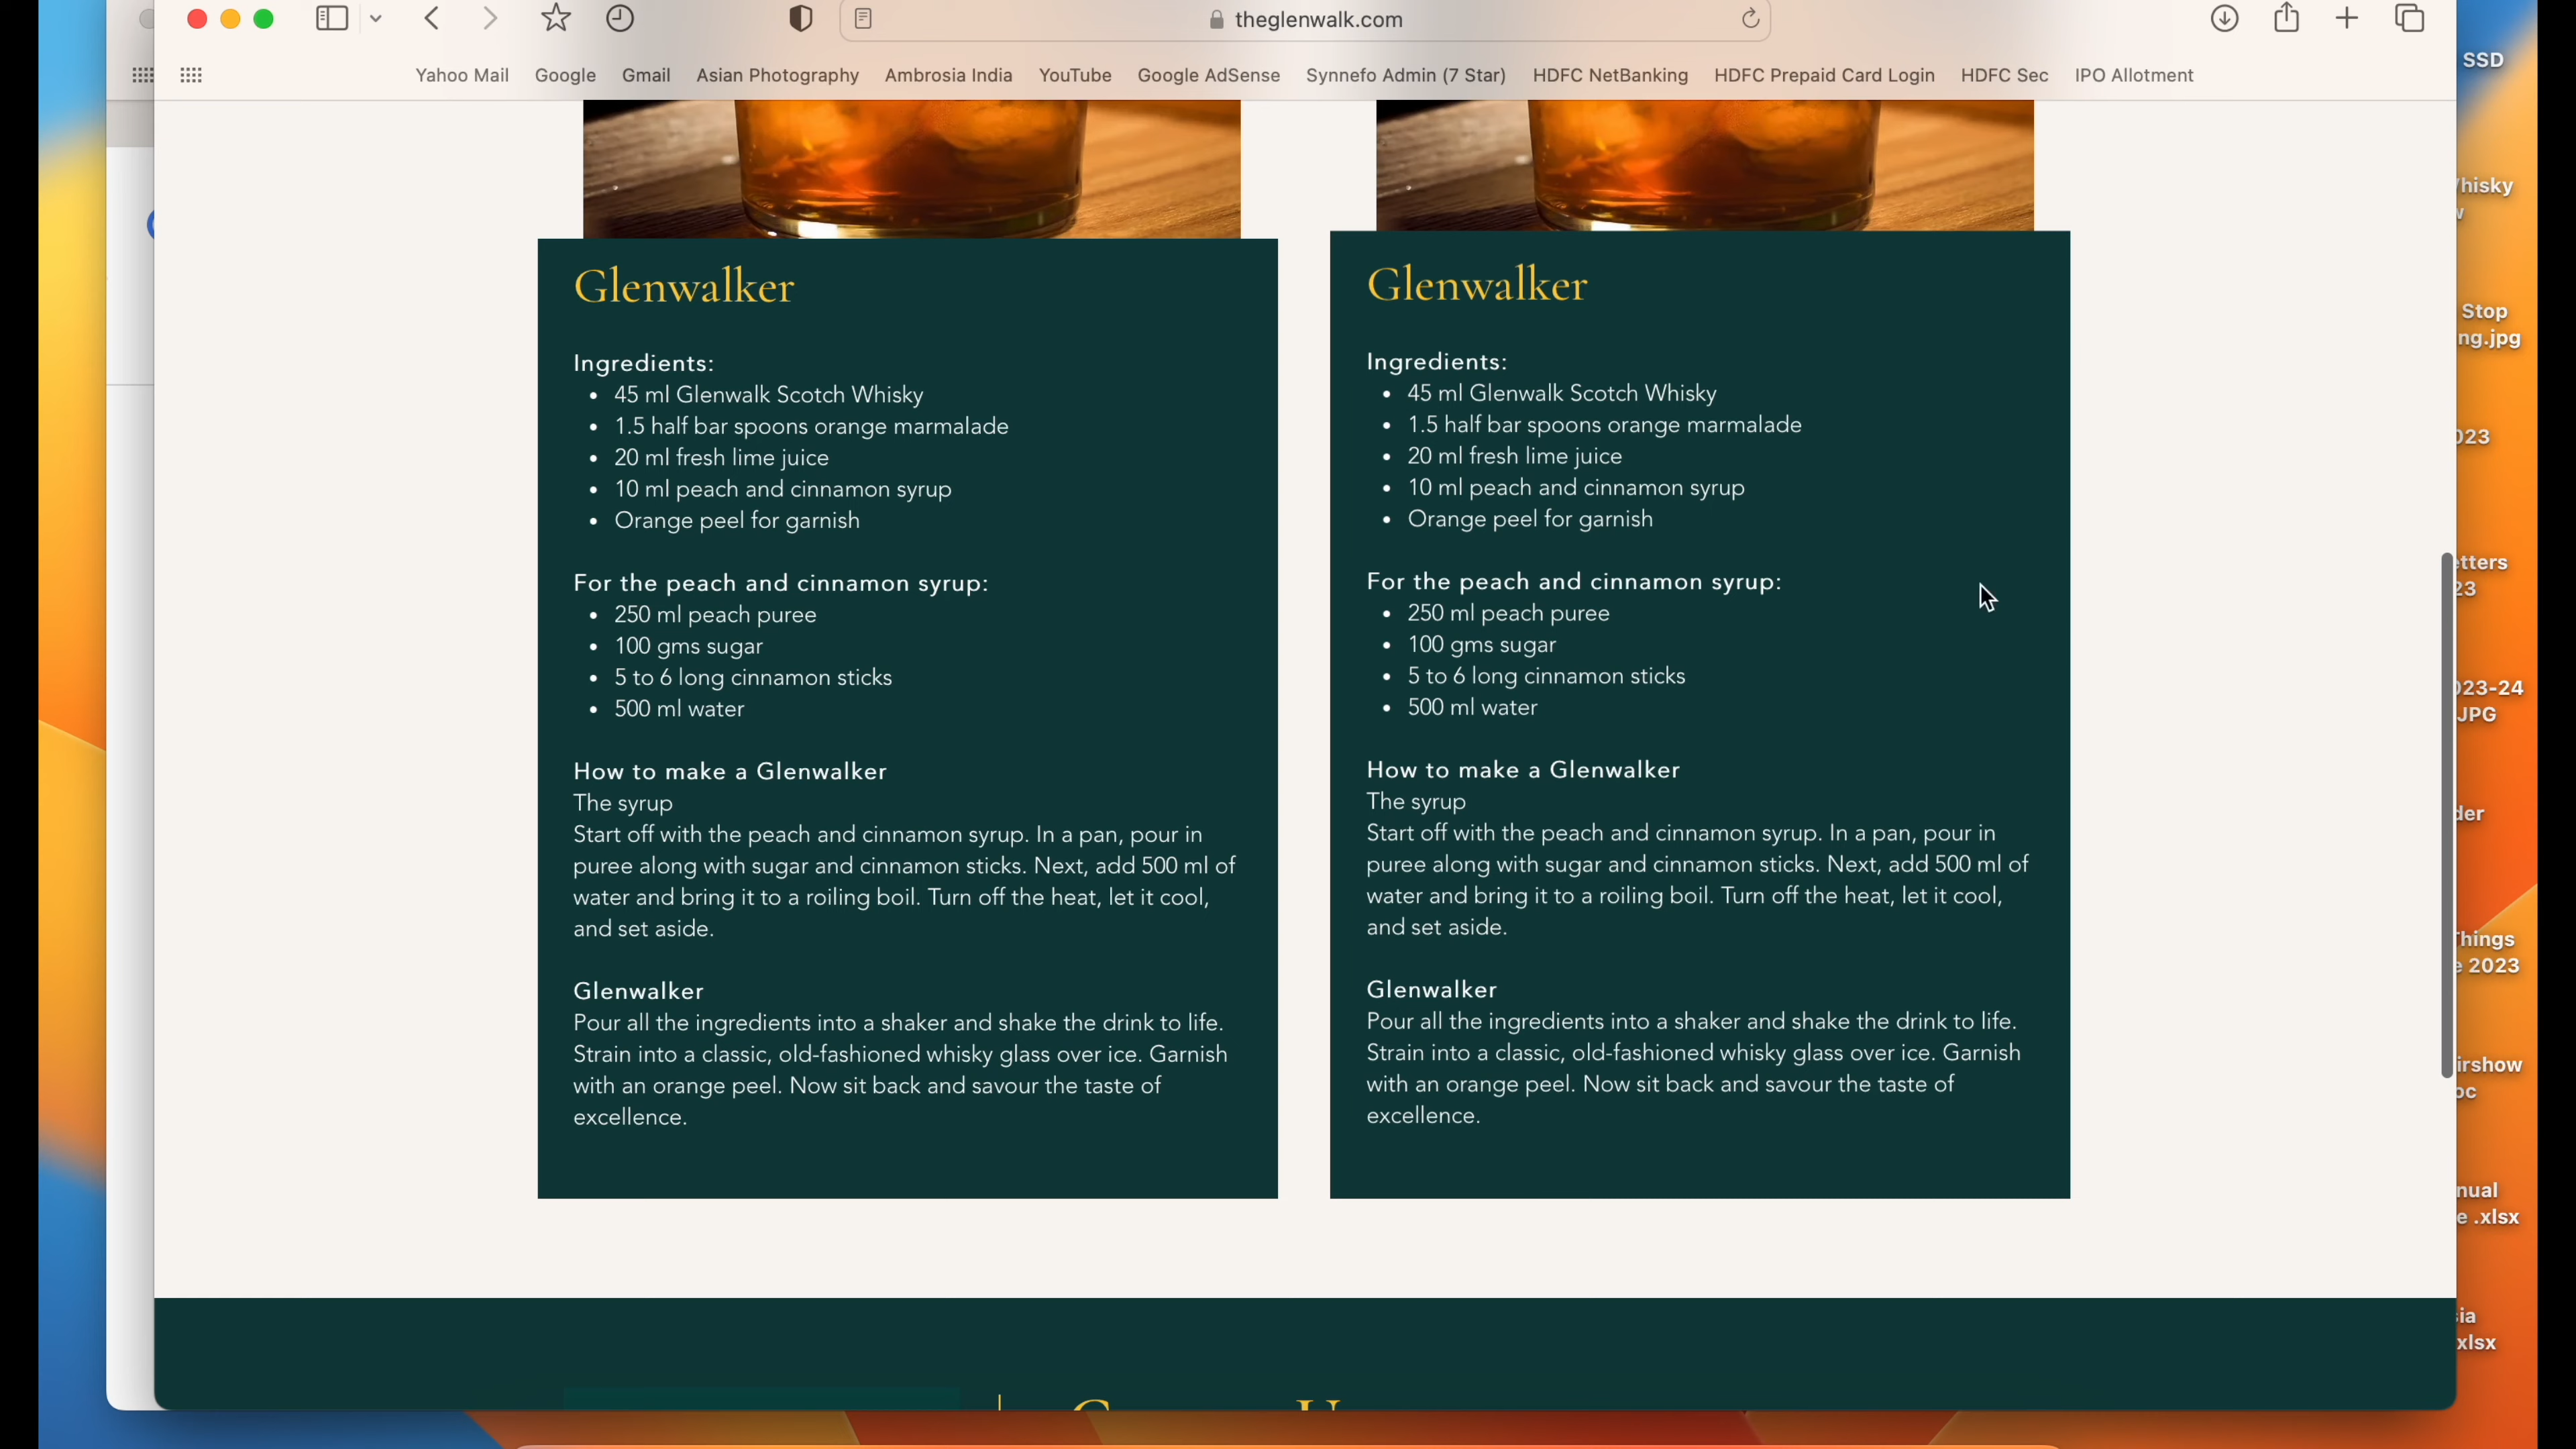 theglenwalk.com
Yahoo Mail Google Gmail Asian Photography Ambrosia India YouTube Google AdSense Synnefo Admin (7 Star) HDFC NetBanking HDFC Prepaid Card Login HDFC Sec IPO Allotment
Glenwalker
Ingredients:
• 45 ml Glenwalk Scotch Whisky
• 1.5 half bar spoons orange marmalade
• 20 ml fresh lime juice
• 10 ml peach and cinnamon syrup
• Orange peel for garnish
For the peach and cinnamon syrup:
• 250 ml peach puree
• 100 gms sugar
• 5 to 6 long cinnamon sticks
• 500 ml water
How to make a Glenwalker
The syrup
Start off with the peach and cinnamon syrup. In a pan, pour in
puree along with sugar and cinnamon sticks. Next, add 500 ml of
water and bring it to a roiling boil. Turn off the heat, let it cool,
and set aside.
Glenwalker
Pour all the ingredients into a shaker and shake the drink to life.
Strain into a classic, old-fashioned whisky glass over ice. Garnish
with an orange peel. Now sit back and savour the taste of
excellence.
Glenwalker
Ingredients:
• 45 ml Glenwalk Scotch Whisky
• 1.5 half bar spoons orange marmalade
• 20 ml fresh lime juice
• 10 ml peach and cinnamon syrup
• Orange peel for garnish
For the peach and cinnamon syrup:
• 250 ml peach puree
• 100 gms sugar
• 5 to 6 long cinnamon sticks
• 500 ml water
How to make a Glenwalker
The syrup
Start off with the peach and cinnamon syrup. In a pan, pour in
puree along with sugar and cinnamon sticks. Next, add 500 ml of
water and bring it to a roiling boil. Turn off the heat, let it cool,
and set aside.
Glenwalker
Pour all the ingredients into a shaker and shake the drink to life.
Strain into a classic, old-fashioned whisky glass over ice. Garnish
with an orange peel. Now sit back and savour the taste of
excellence.
SSD
Stop
ng.jpg
023
23
023-24
JPG
2023
e .xlsx
xlsx